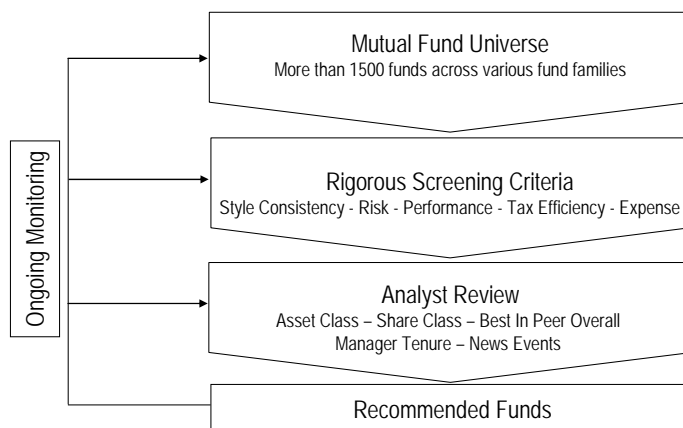 Mutual Fund Universe
More than 1500 funds across various fund families
Ongoing Monitoring
Rigorous Screening Criteria
Style Consistency - Risk - Performance - Tax Efficiency - Expense
Analyst Review
Asset Class – Share Class – Best In Peer Overall
Manager Tenure – News Events
Recommended Funds